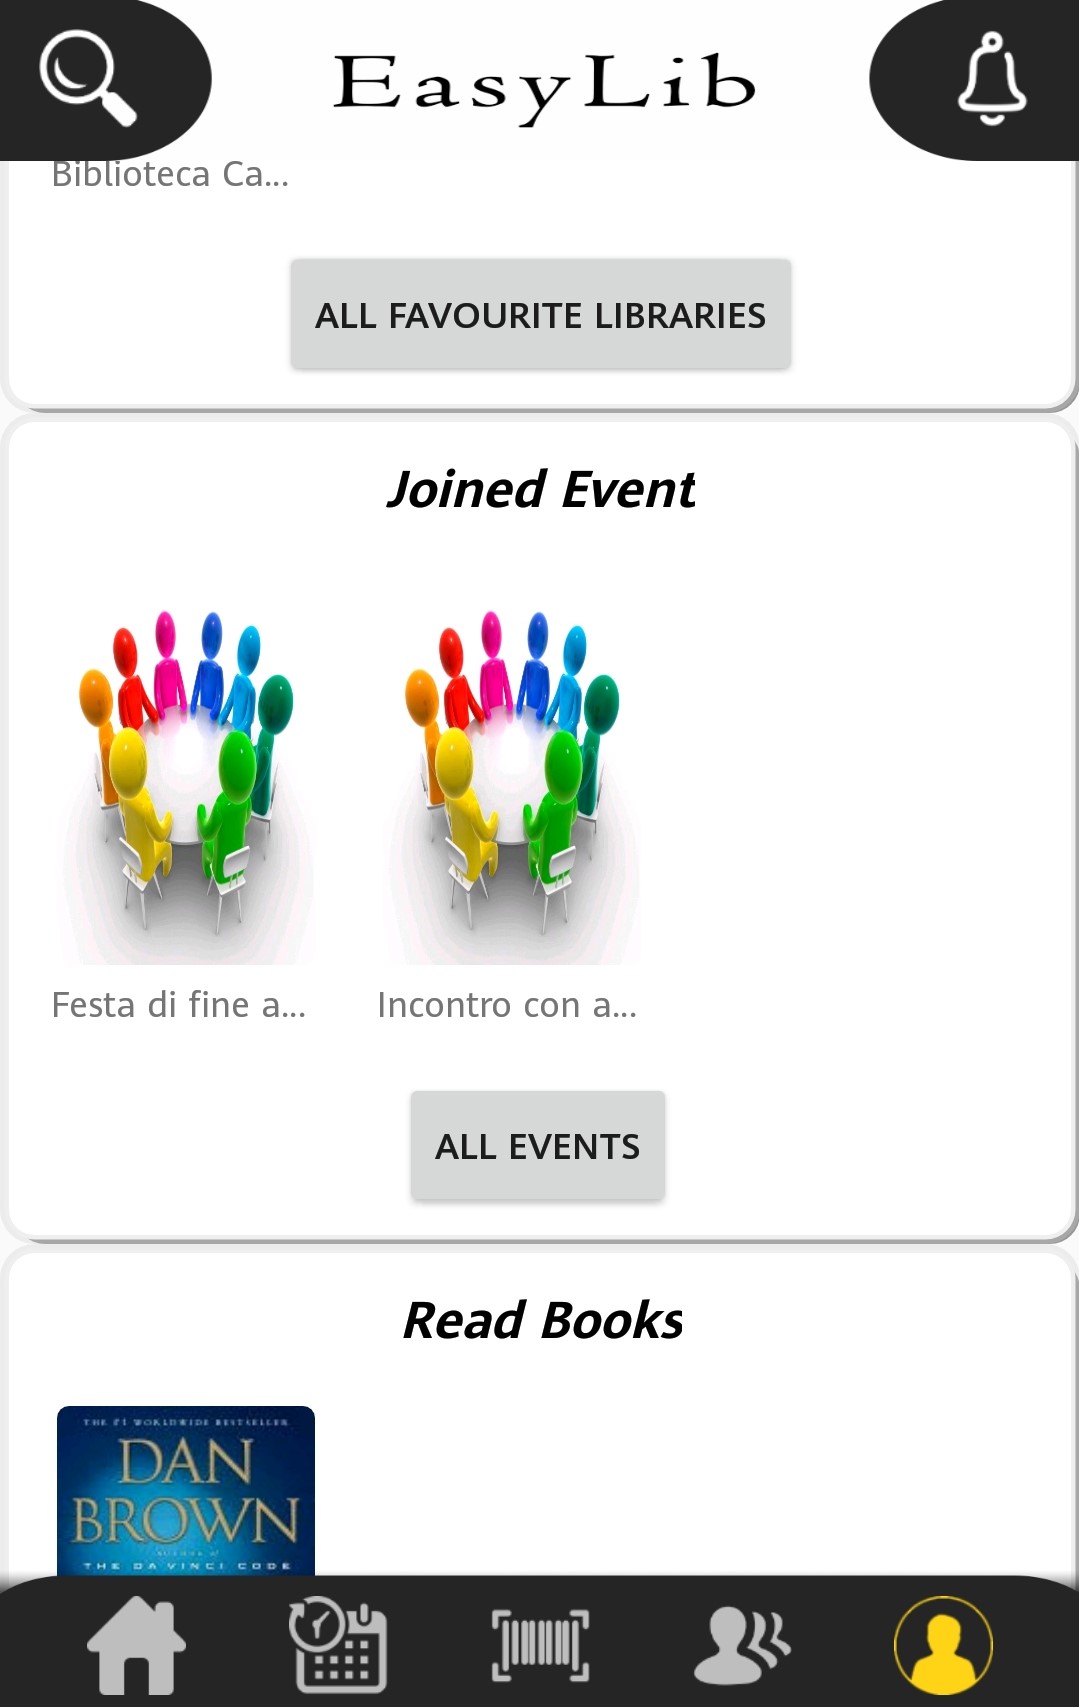 EasyLib
Biblioteca Ca...
ALL FAVOURITE LIBRARIES
Joined Event
Festa di fine a...
Incontro con a...
ALL EVENTS
Read Books
THE #1 WORLDWIDE BESTSELLER
DAN
BROWN
AUTHOR of
THE DA VINCI CODE